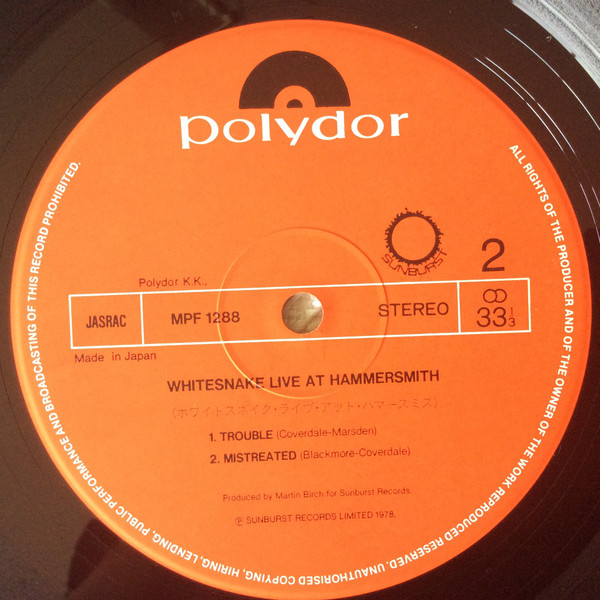 polydor
SUNBURST
2
Polydor K.K.,
JASRAC
MPF 1288
STEREO
33 1/3
Made in Japan
WHITESNAKE LIVE AT HAMMERSMITH
(ホワイトスネイク・ライヴ・アット・ハマースミス)
1. TROUBLE (Coverdale-Marsden)
2. MISTREATED (Blackmore-Coverdale)
Produced by Martin Birch for Sunburst Records.
Ⓟ SUNBURST RECORDS LIMITED 1978.
ALL RIGHTS OF THE PRODUCER AND OF THE OWNER OF THE WORK REPRODUCED RESERVED. UNAUTHORISED COPYING, HIRING, LENDING, PUBLIC PERFORMANCE AND BROADCASTING OF THIS RECORD PROHIBITED.